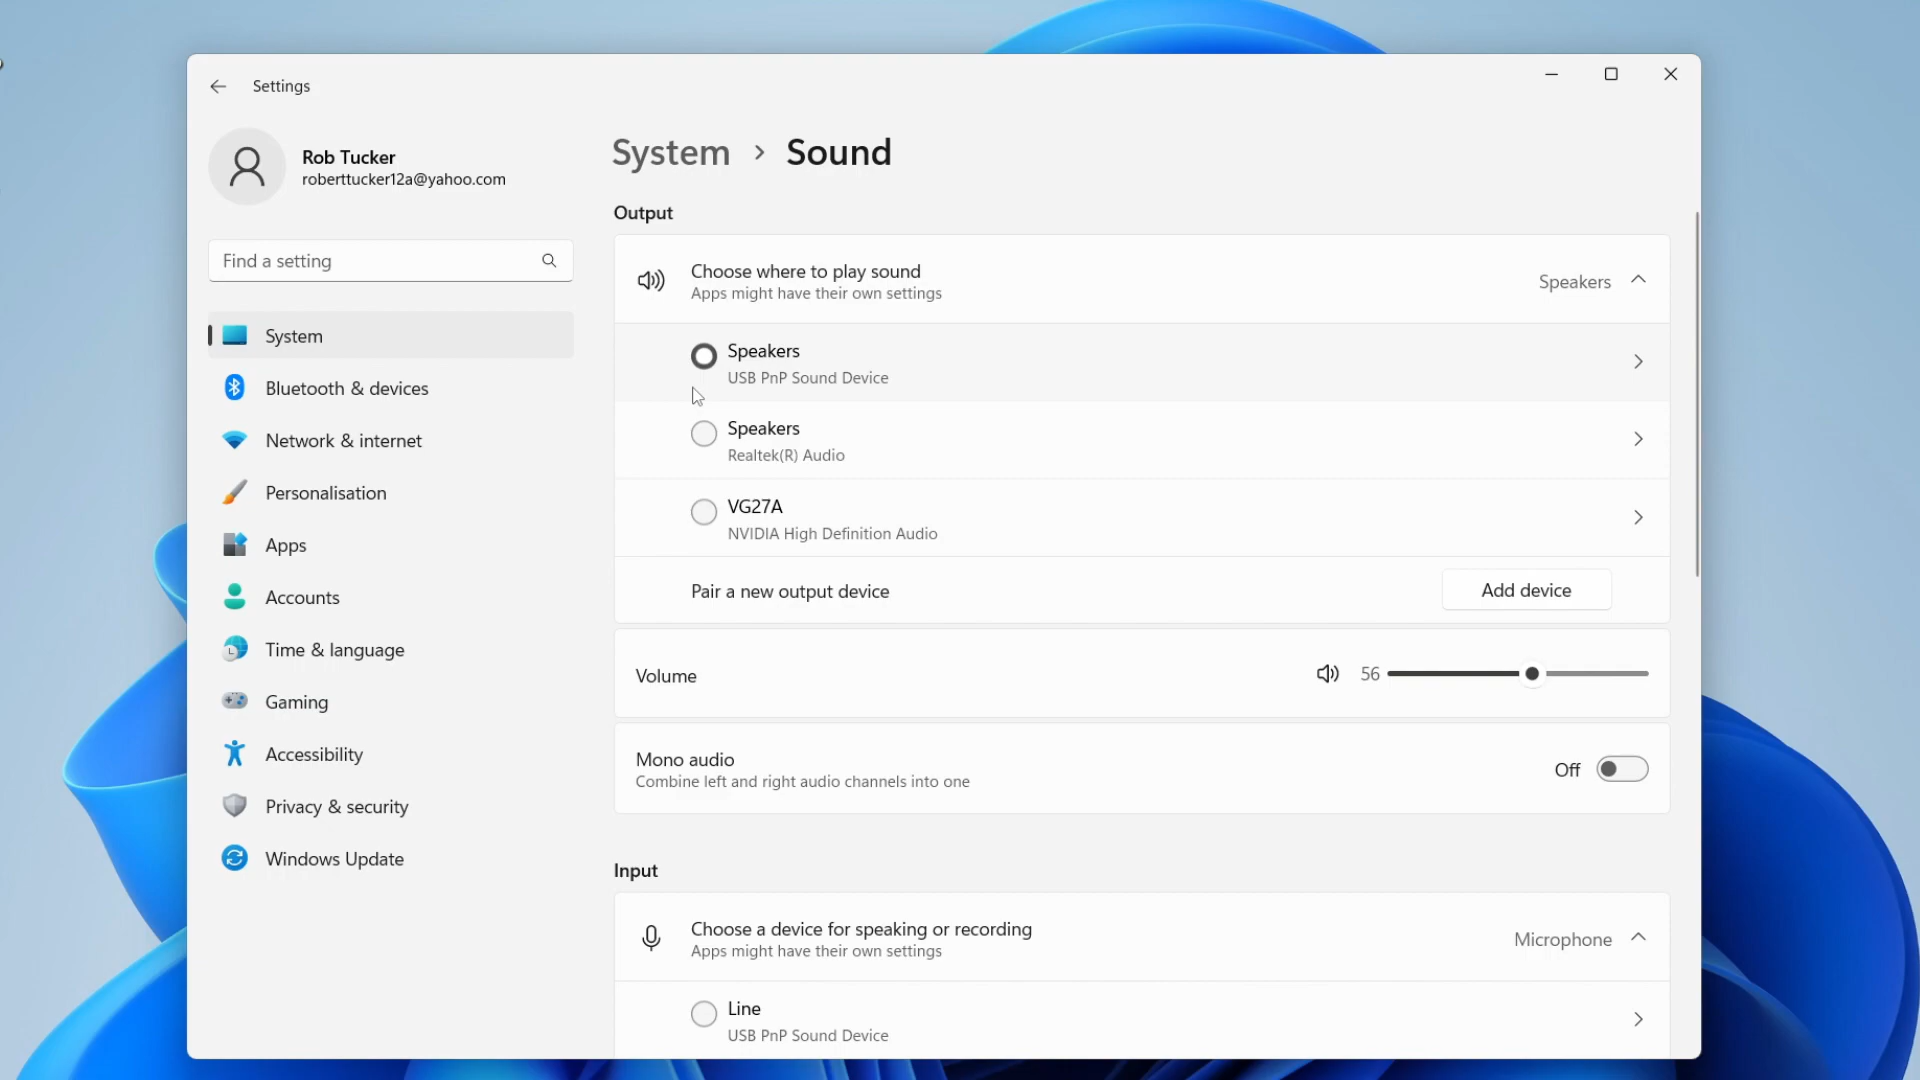 Settings
Rob Tucker
roberttucker12a@yahoo.com
Find a setting
System
Bluetooth & devices
Network & internet
Personalisation
Apps
Accounts
Time & language
Gaming
Accessibility
Privacy & security
Windows Update
System > Sound
Output
Choose where to play sound
Apps might have their own settings
Speakers
Speakers
USB PnP Sound Device
Speakers
Realtek(R) Audio
VG27A
NVIDIA High Definition Audio
Pair a new output device
Add device
Volume
56
Mono audio
Combine left and right audio channels into one
Off
Input
Choose a device for speaking or recording
Apps might have their own settings
Microphone
Line
USB PnP Sound Device